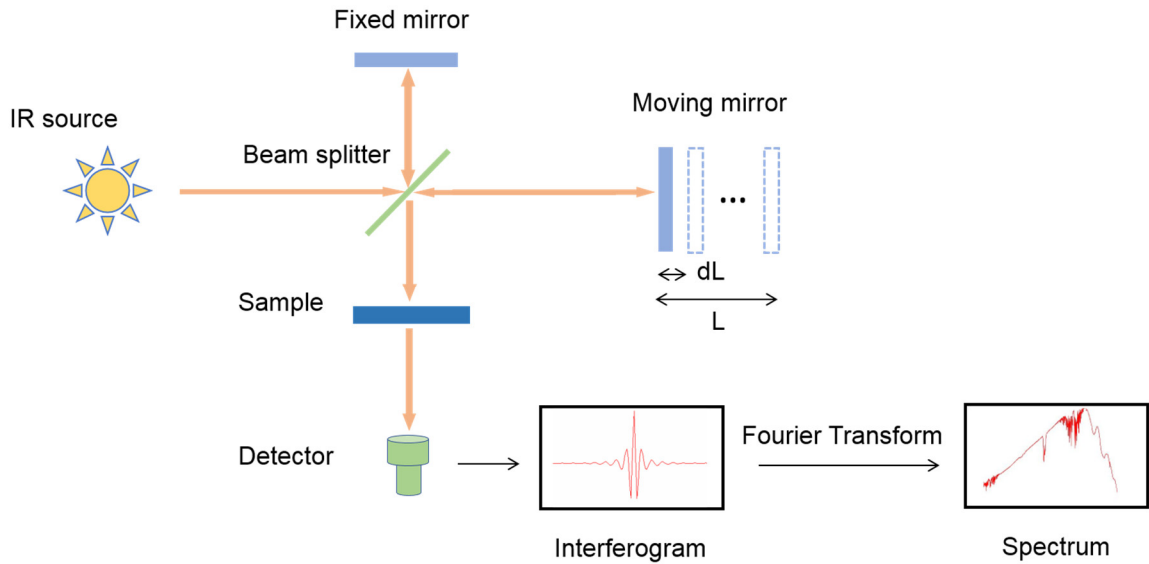 Fixed mirror
Moving mirror
IR source
Beam splitter
dL
L
Sample
Detector
Fourier Transform
Interferogram
Spectrum